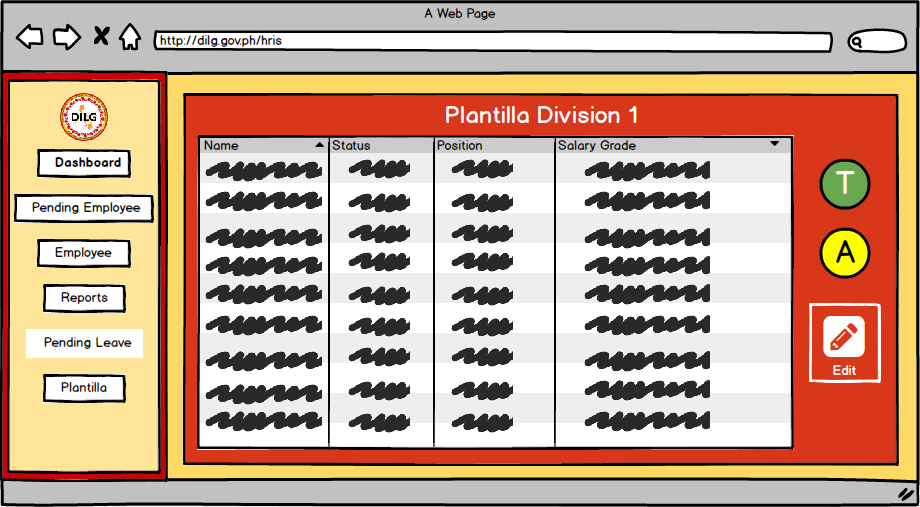 A Web Page
http://dilg.gov.ph/hris
DILG
Dashboard
Pending Employee
Employee
Reports
Pending Leave
Plantilla
Plantilla Division 1
Name Status Position Salary Grade
T
A
Edit